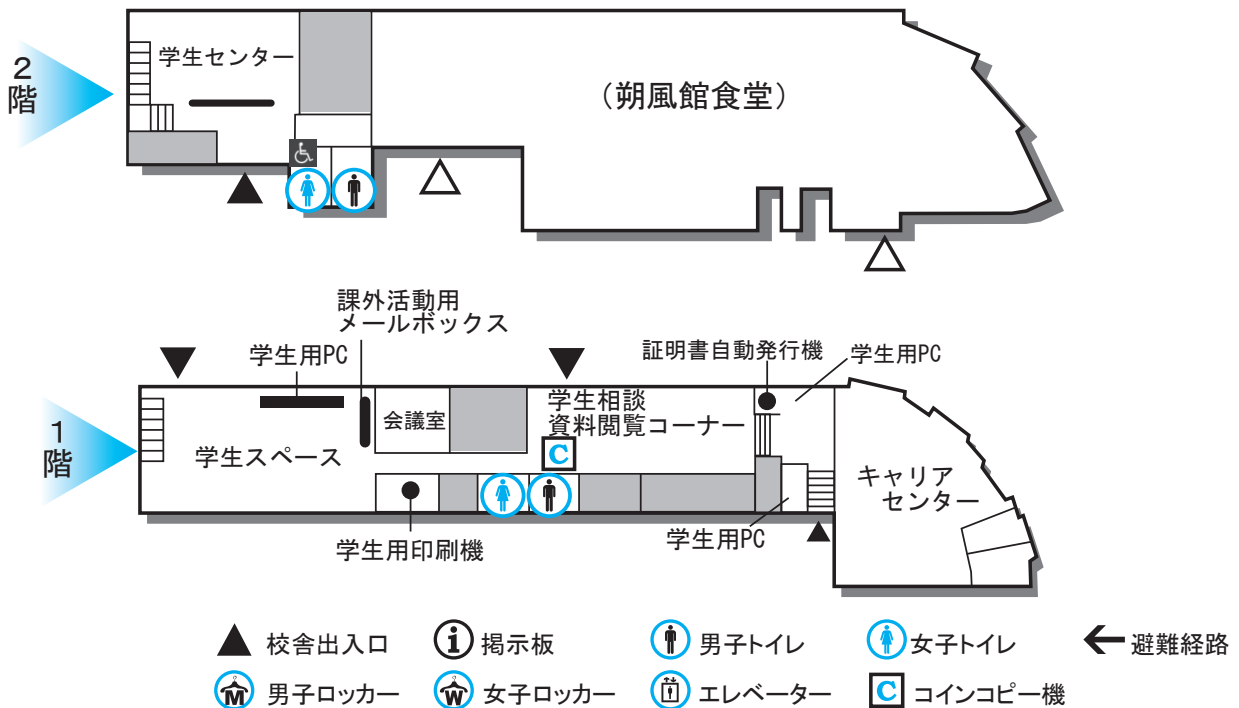 2
階
学生センター
(朔風館食堂)
課外活動用
メールボックス
学生用PC
証明書自動発行機
学生用PC
1
階
会議室
学生相談
資料閲覧コーナー
C
学生スペース
キャリア
センター
学生用印刷機
学生用PC
校舎出入口
i 掲示板
男子トイレ
女子トイレ
避難経路
M 男子ロッカー
W 女子ロッカー
エレベーター
C コインコピー機